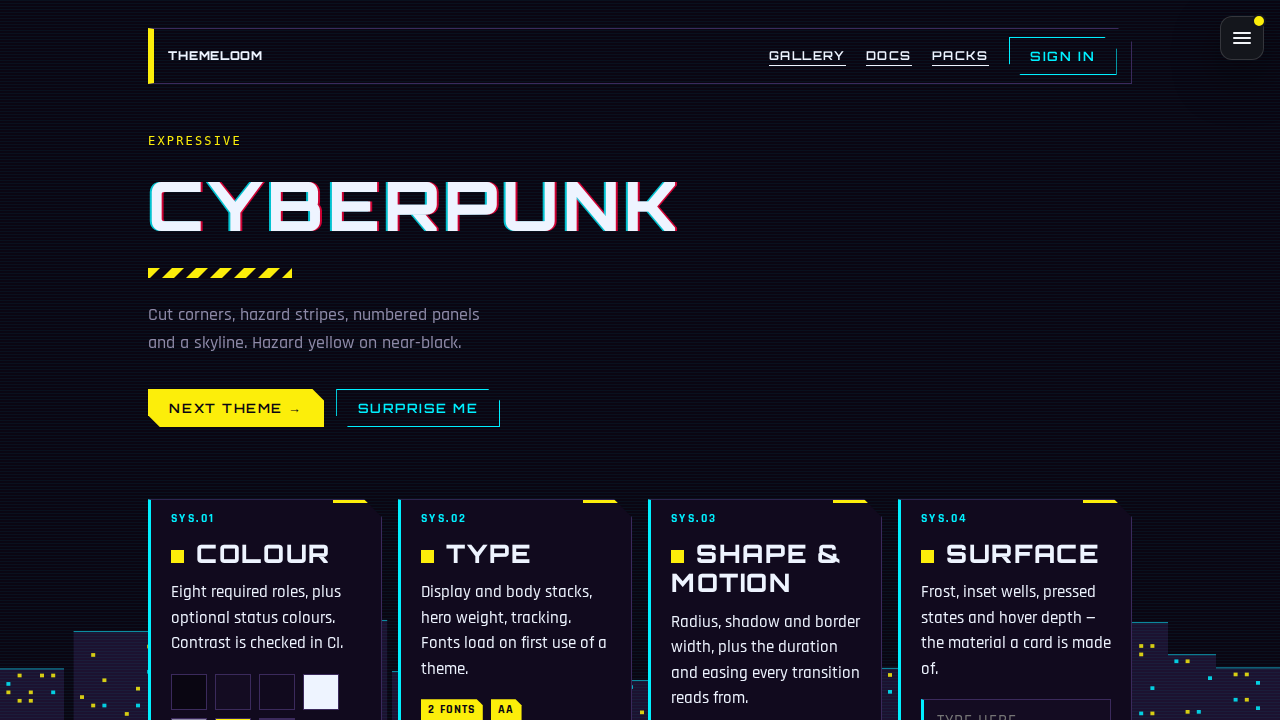 THEMELOOM
GALLERY DOCS PACKS SIGN IN
EXPRESSIVE
CYBERPUNK
Cut corners, hazard stripes, numbered panels
and a skyline. Hazard yellow on near-black.
NEXT THEME → SURPRISE ME
SYS.01
COLOUR
Eight required roles, plus
optional status colours.
Contrast is checked in CI.
SYS.02
TYPE
Display and body stacks,
hero weight, tracking.
Fonts load on first use of a
theme.
2 FONTS AA
SYS.03
SHAPE &
MOTION
Radius, shadow and border
width, plus the duration
and easing every transition
reads from.
SYS.04
SURFACE
Frost, inset wells, pressed
states and hover depth —
the material a card is made
of.
TYPE HERE